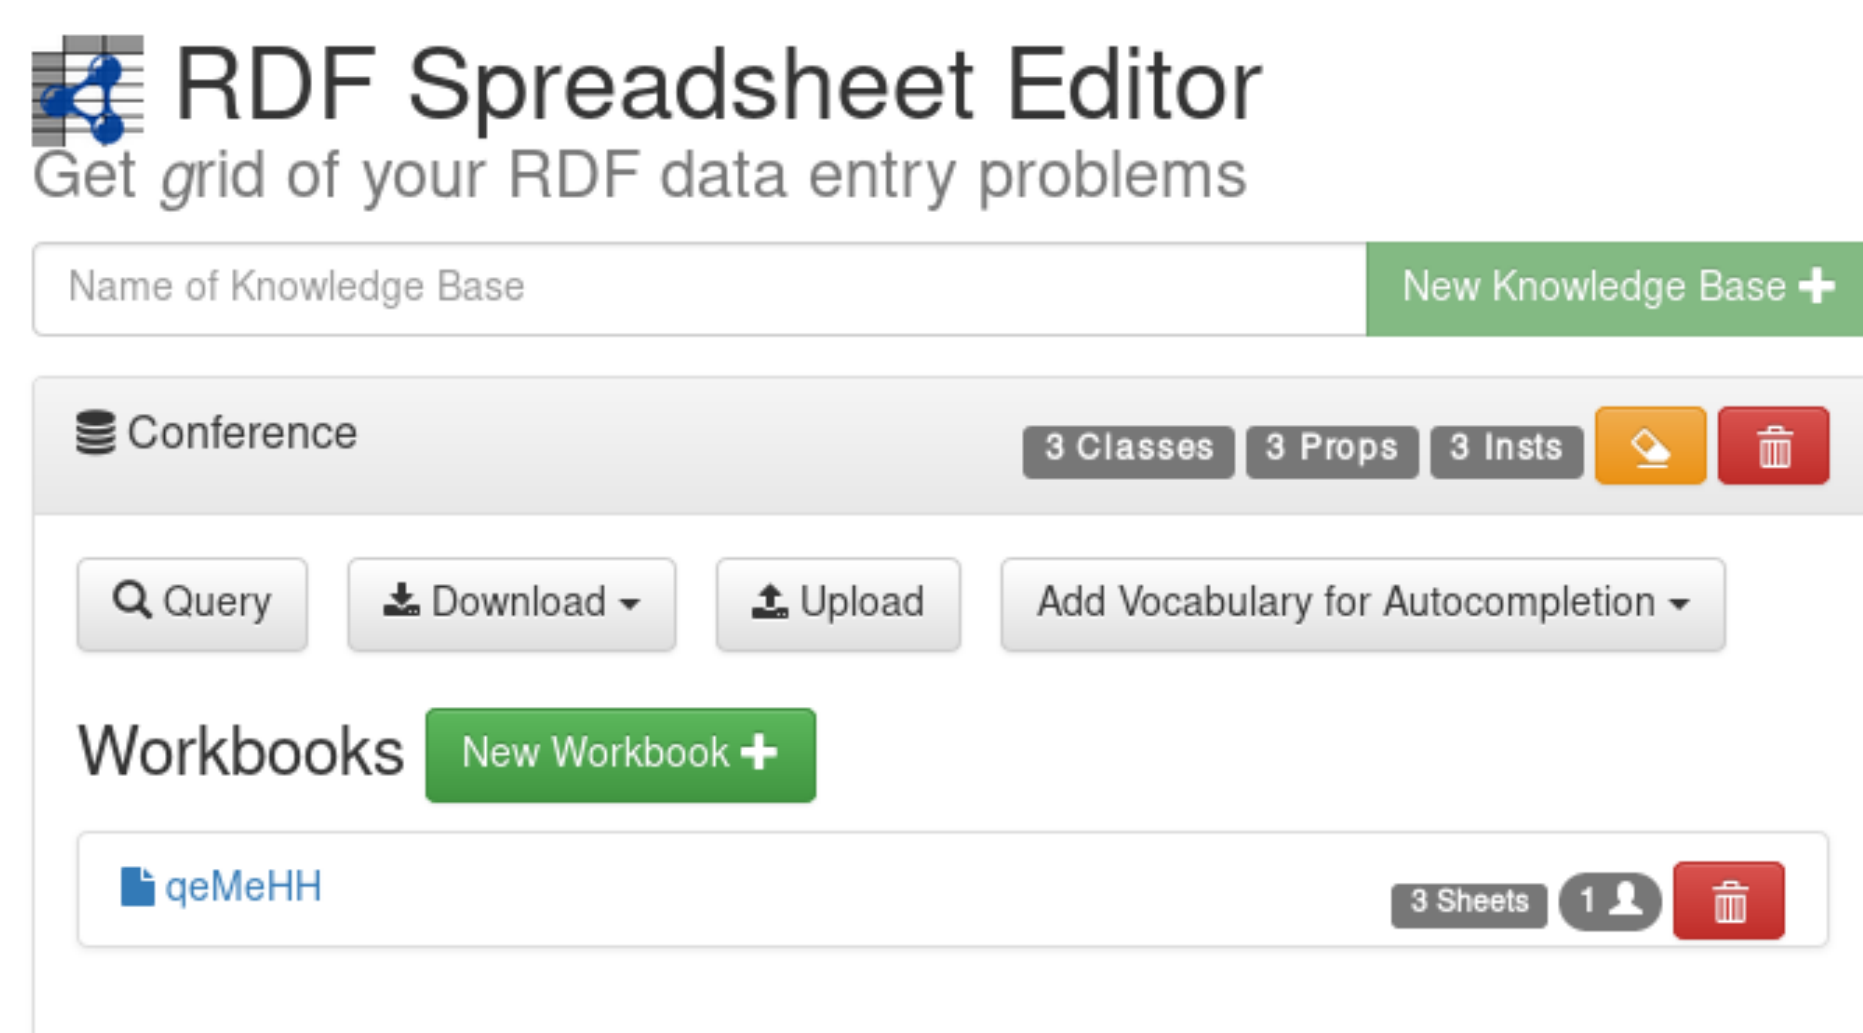 RDF Spreadsheet Editor
Get grid of your RDF data entry problems
Name of Knowledge Base New Knowledge Base
Conference 3 Classes 3 Props 3 Insts
Query Download Upload Add Vocabulary for Autocompletion
Workbooks New Workbook
qeMeHH 3 Sheets 1